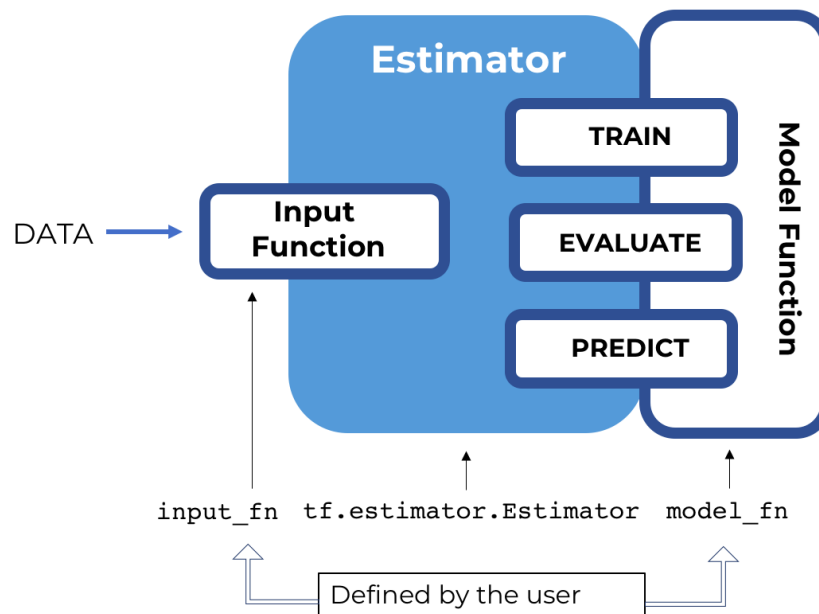 Estimator
TRAIN
Input
Function
DATA
EVALUATE
PREDICT
Model Function
input_fn tf.estimator.Estimator model_fn
Defined by the user